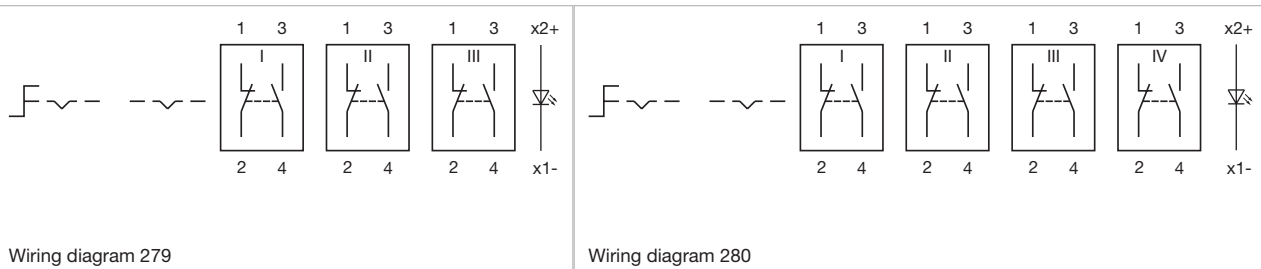 1 3 1 3 1 3 x2+
I II III
2 4 2 4 2 4 x1-
Wiring diagram 279
1 3 1 3 1 3 1 3 x2+
I II III IV
2 4 2 4 2 4 2 4 x1-
Wiring diagram 280